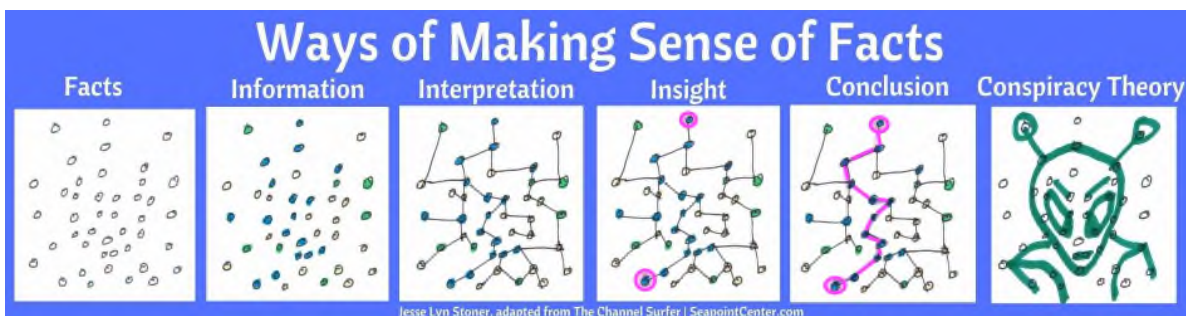 Ways of Making Sense of Facts
Facts
Information
Interpretation
Insight
Conclusion
Conspiracy Theory
Jesse Lyn Stoner, adapted from The Channel Surfer | SeapointCenter.com